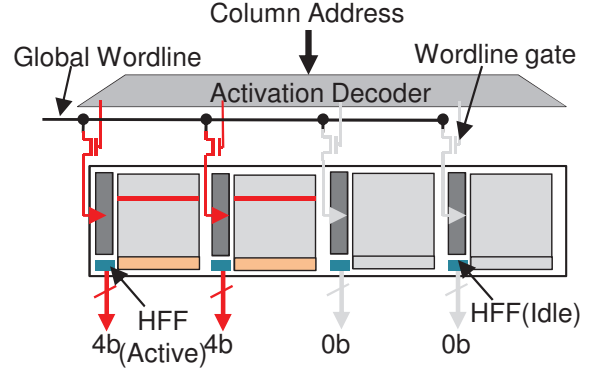 Column Address
Global Wordline
Wordline gate
Activation Decoder
HFF
(Active)
HFF(Idle)
4b
4b
0b
0b